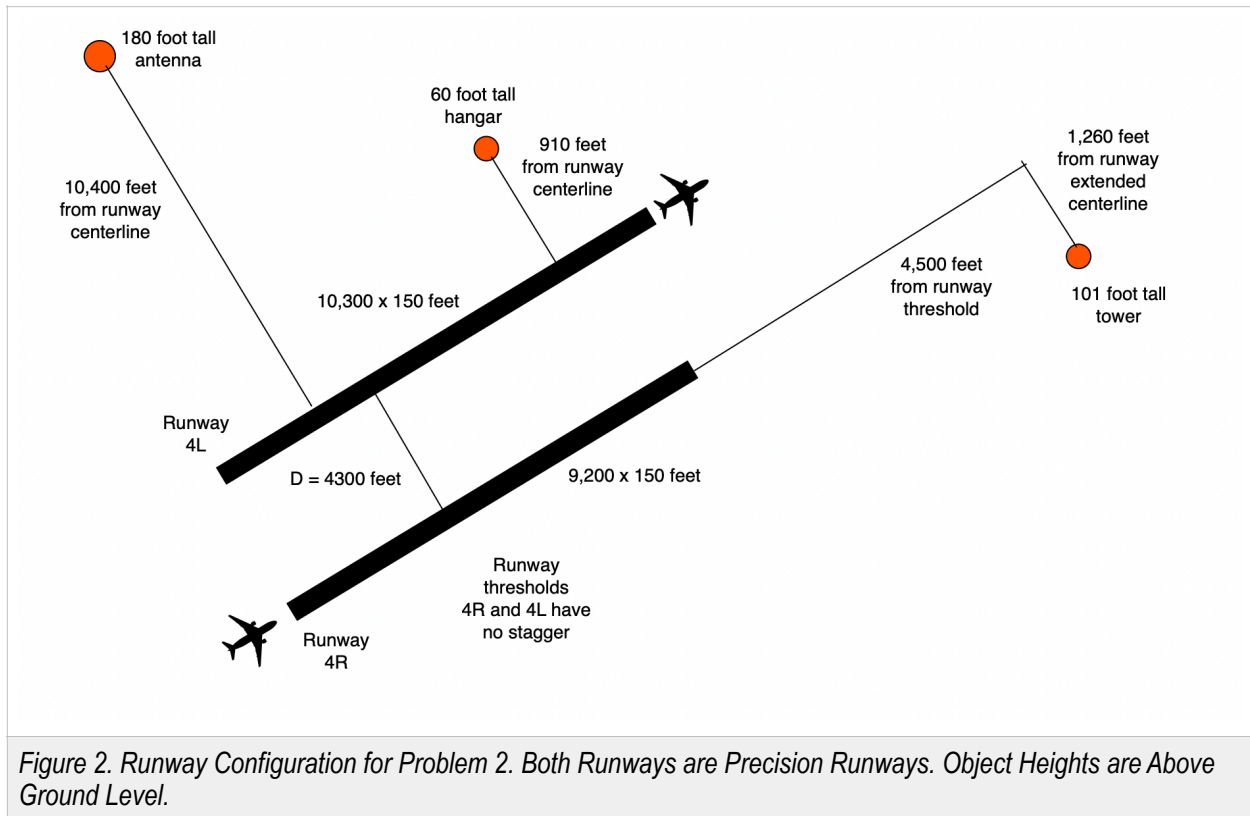 180 foot tall
antenna
60 foot tall
hangar
910 feet
from runway
centerline
1,260 feet
from runway
extended
centerline
10,400 feet
from runway
centerline
4,500 feet
from runway
threshold
101 foot tall
tower
10,300 x 150 feet
Runway
4L
D = 4300 feet
9,200 x 150 feet
Runway
thresholds
4R and 4L have
no stagger
Runway
4R
Figure 2. Runway Configuration for Problem 2. Both Runways are Precision Runways. Object Heights are Above
Ground Level.